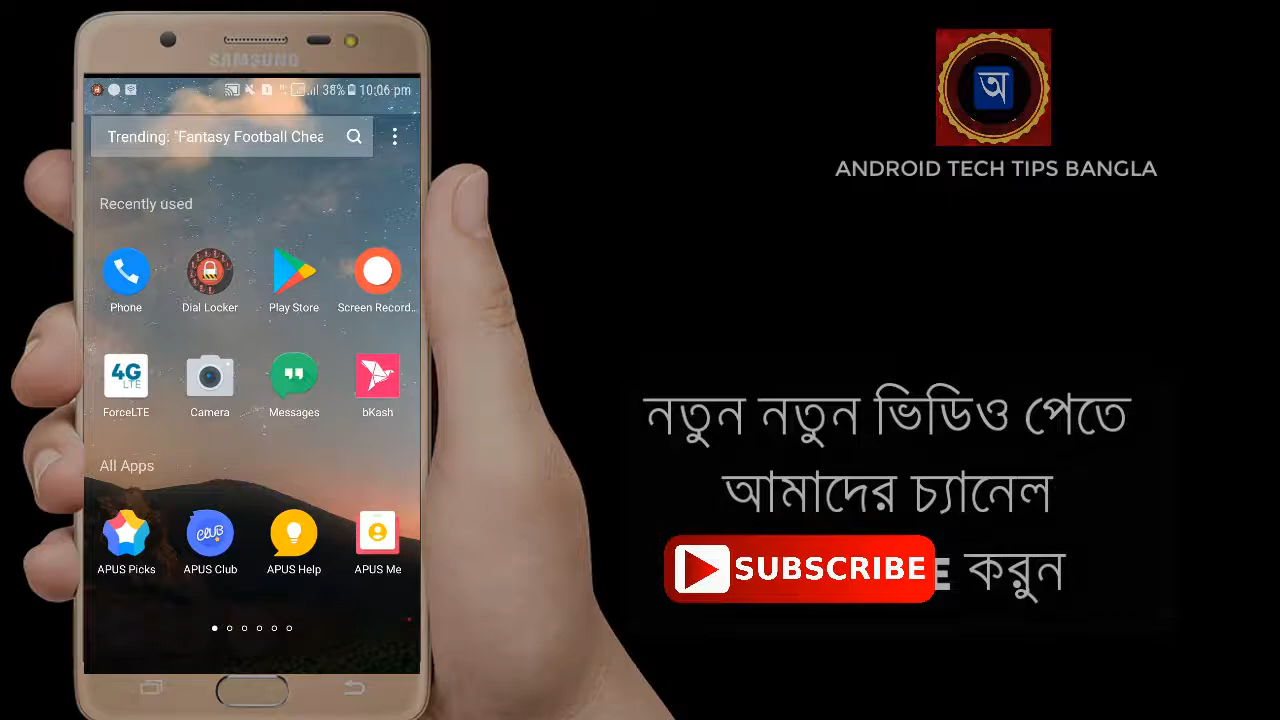 SAMSUNG
38% 10:06 pm
Trending: "Fantasy Football Chea
Recently used
Phone
Dial Locker
Play Store
Screen Record..
4G LTE
ForceLTE
Camera
Messages
bKash
All Apps
CLUB
APUS Picks
APUS Club
APUS Help
APUS Me
অ
ANDROID TECH TIPS BANGLA
নতুন নতুন ভিডিও পেতে
আমাদের চ্যানেল
SUBSCRIBE E করুন